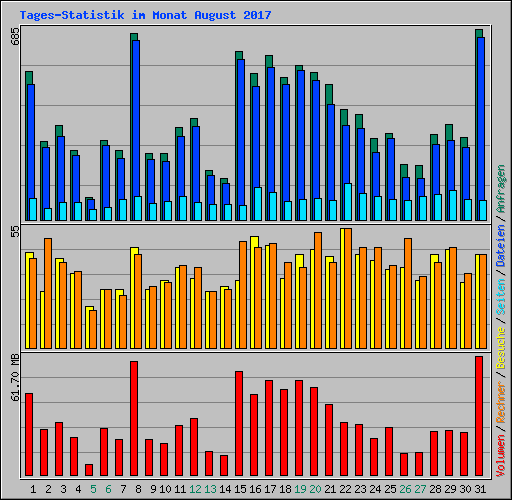 Tages-Statistik im Monat August 2017
685
55
61.70 MB
Volumen / Rechner / Besuche / Seiten / Dateien / Anfragen
1 2 3 4 5 6 7 8 9 10 11 12 13 14 15 16 17 18 19 20 21 22 23 24 25 26 27 28 29 30 31